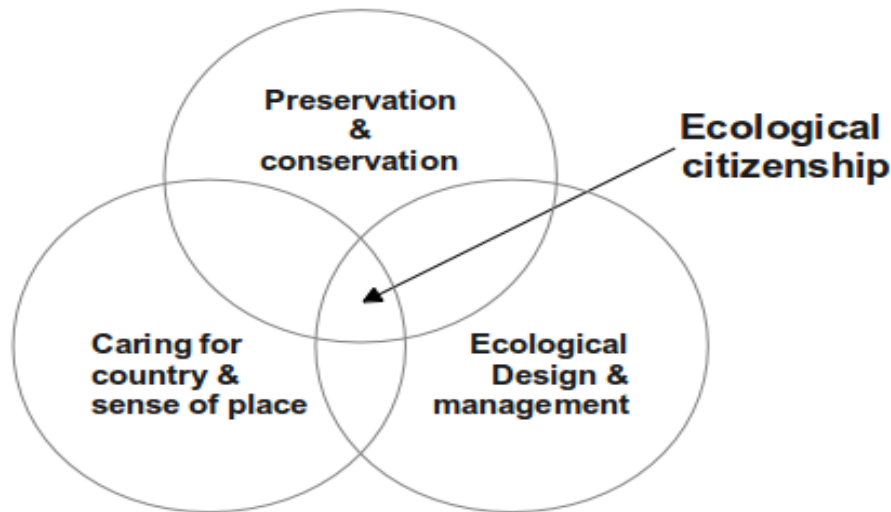 Preservation
&
conservation
Ecological
citizenship
Caring for
country &
sense of place
Ecological
Design &
management